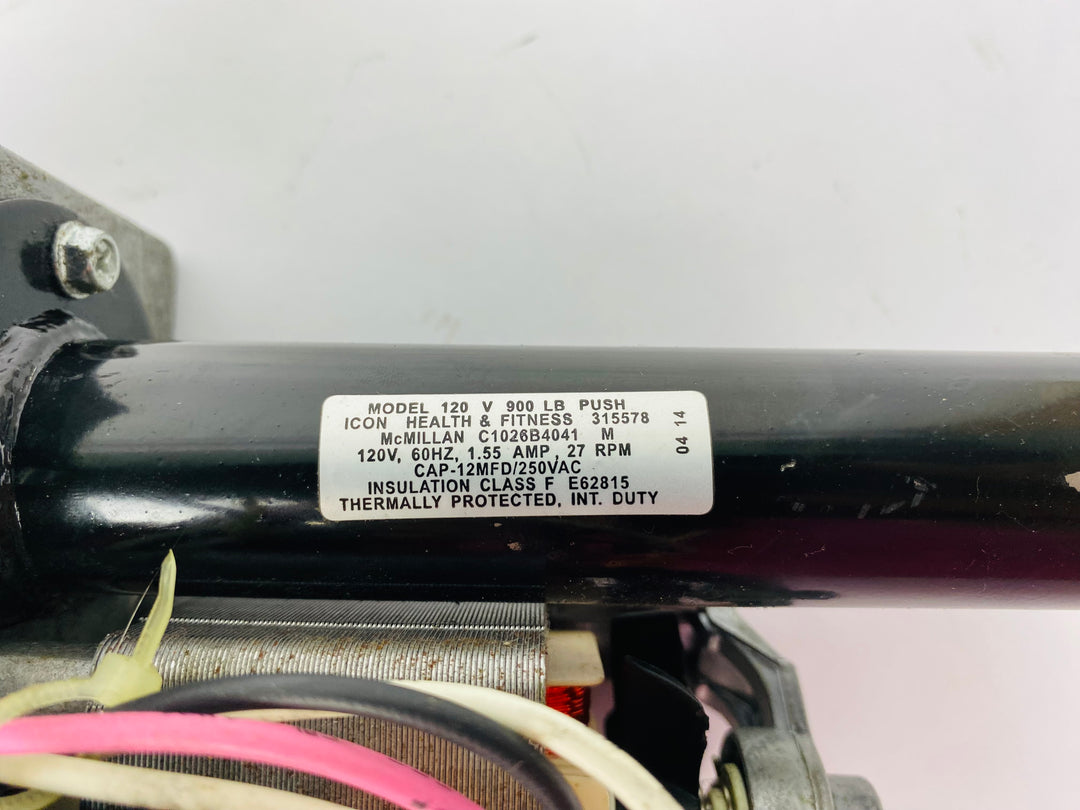 MODEL 120 V 900 LB PUSH
ICON HEALTH & FITNESS 315578
McMILLAN C1026B4041 M
120V, 60HZ, 1.55 AMP, 27 RPM
CAP-12MFD/250VAC
INSULATION CLASS F E62815
THERMALLY PROTECTED, INT. DUTY
04 14